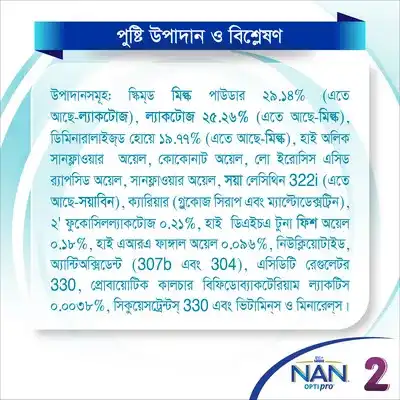 পুষ্টি উপাদান ও বিশ্লেষণ
উপাদানসমূহ: স্কিমড মিল্ক পাউডার ২৯.১৪% (এতে
আছে-ল্যাকটোজ), ল্যাকটোজ ২৫.২৬% (এতে আছে-মিল্ক),
ডিমিনারালাইজড হোয়ে ১৯.৭৭% (এতে আছে-মিল্ক), হাই অলিক
সানফ্লাওয়ার অয়েল, কোকোনাট অয়েল, লো ইরোসিস এসিড
র‍্যাপসিড অয়েল, সানফ্লাওয়ার অয়েল, সয়া লেসিথিন 322i (এতে
আছে-সয়াবিন), ক্যারিয়ার (গ্লুকোজ সিরাপ এবং ম্যাল্টোডেক্সট্রিন),
২' ফুকোসিলল্যাকটোজ ০.২১%, হাই ডিএইচএ টুনা ফিশ অয়েল
০.১৮%, হাই এআরএ ফাঙ্গাল অয়েল ০.০৯৬%, নিউক্লিয়োটাইড,
অ্যান্টিঅক্সিডেন্ট (307b এবং 304), এসিডিটি রেগুলেটর
330, প্রোবায়োটিক কালচার বিফিডোব্যাকটেরিয়াম ল্যাকটিস
০.০০৩৮%, সিকুয়েসট্রেন্টস্ 330 এবং ভিটামিন্স ও মিনারেল্স।
NAN 2
OPTIpro